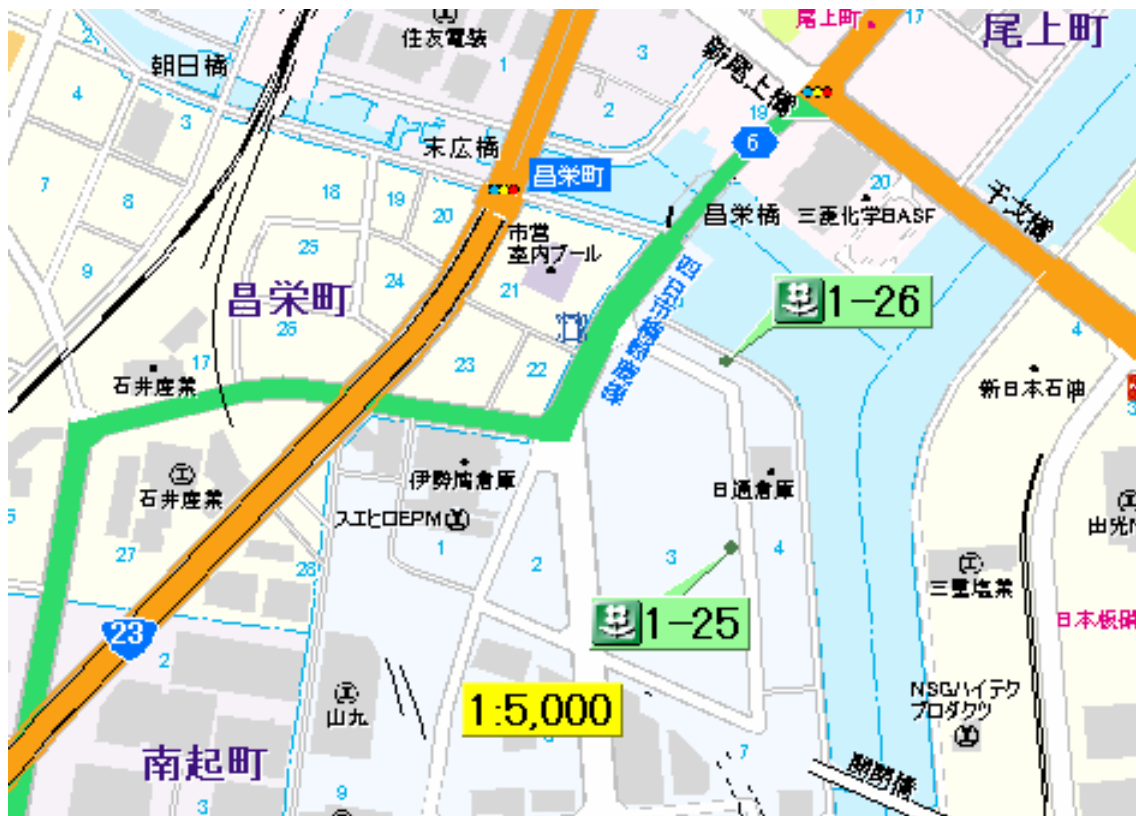 尾上町
17
尾上町
住友電装
1
3
2
朝日橋
新尾上橋
4
3
2
19
6
末広橋
昌栄町
7
18
19
20
8
20
昌栄橋
三菱化学BASF
千歳橋
市営
室内プール
25
9
24
21
昌栄町
1-26
26
4
17
23
22
石井産業
新日本石油
伊勢湾倉庫
日通倉庫
石井産業
スエヒロEPM
1
2
3
4
27
28
三重塩業
23
1-25
2
日本板硝
NSGハイテク
プロダクツ
山九
1:5,000
南起町
7
開閉橋
3
9